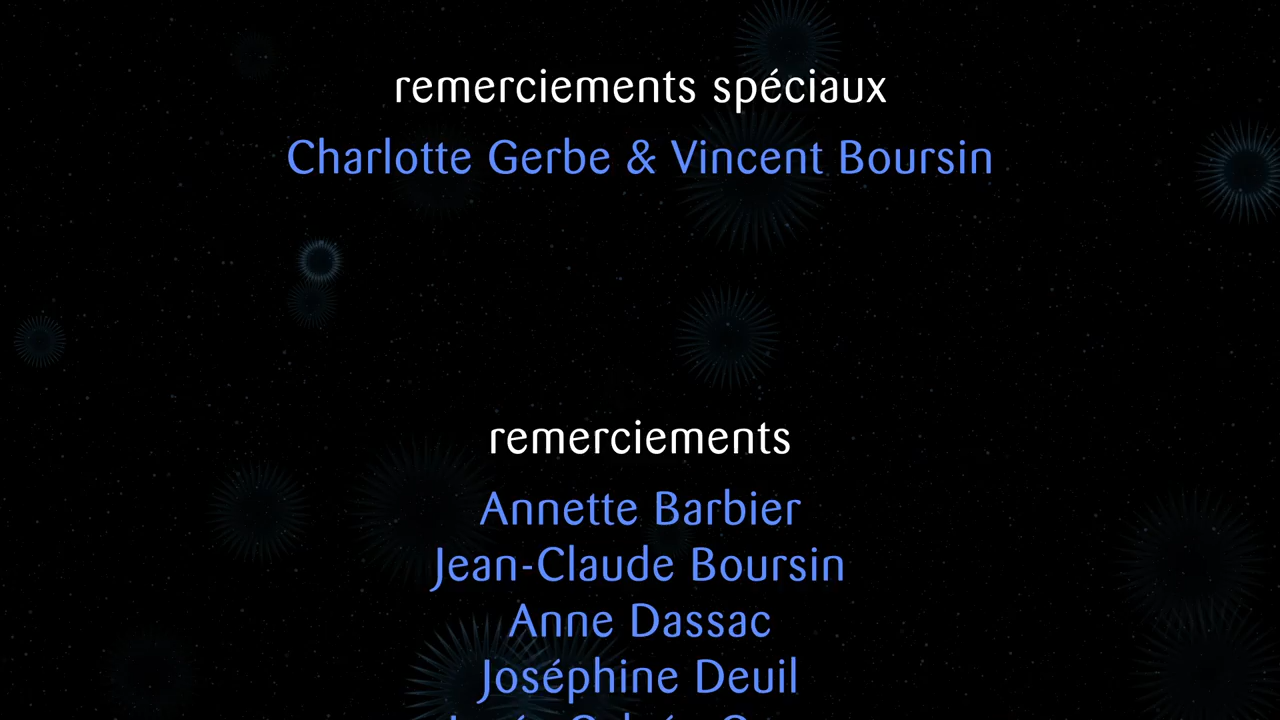 remerciements spéciaux
Charlotte Gerbe & Vincent Boursin
remerciements
Annette Barbier
Jean-Claude Boursin
Anne Dassac
Joséphine Deuil